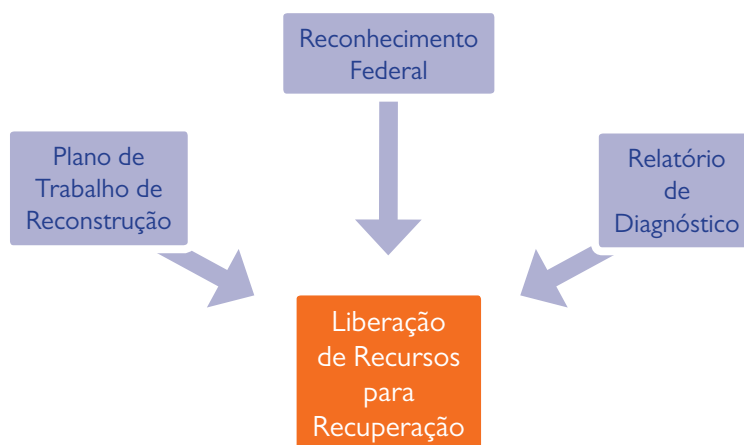 Reconhecimento
Federal
Plano de
Trabalho de
Reconstrução
Relatório
de
Diagnóstico
Liberação
de Recursos
para
Recuperação